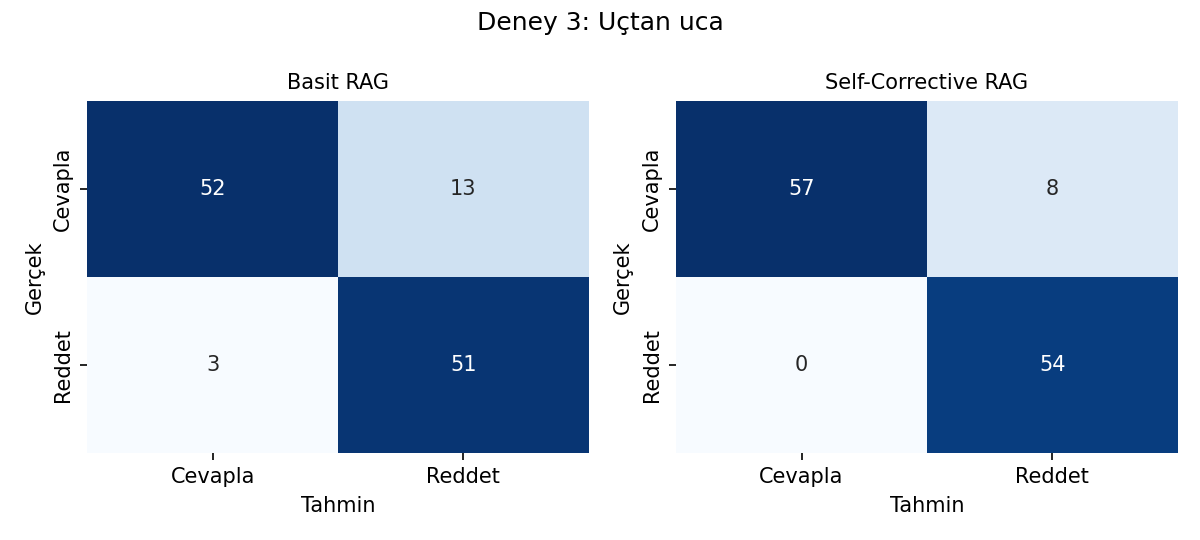 Deney 3: Uçtan uca
Basit RAG
Gerçek
Cevapla
52
13
Reddet
3
51
Cevapla
Reddet
Tahmin
Self-Corrective RAG
Gerçek
Cevapla
57
8
Reddet
0
54
Cevapla
Reddet
Tahmin